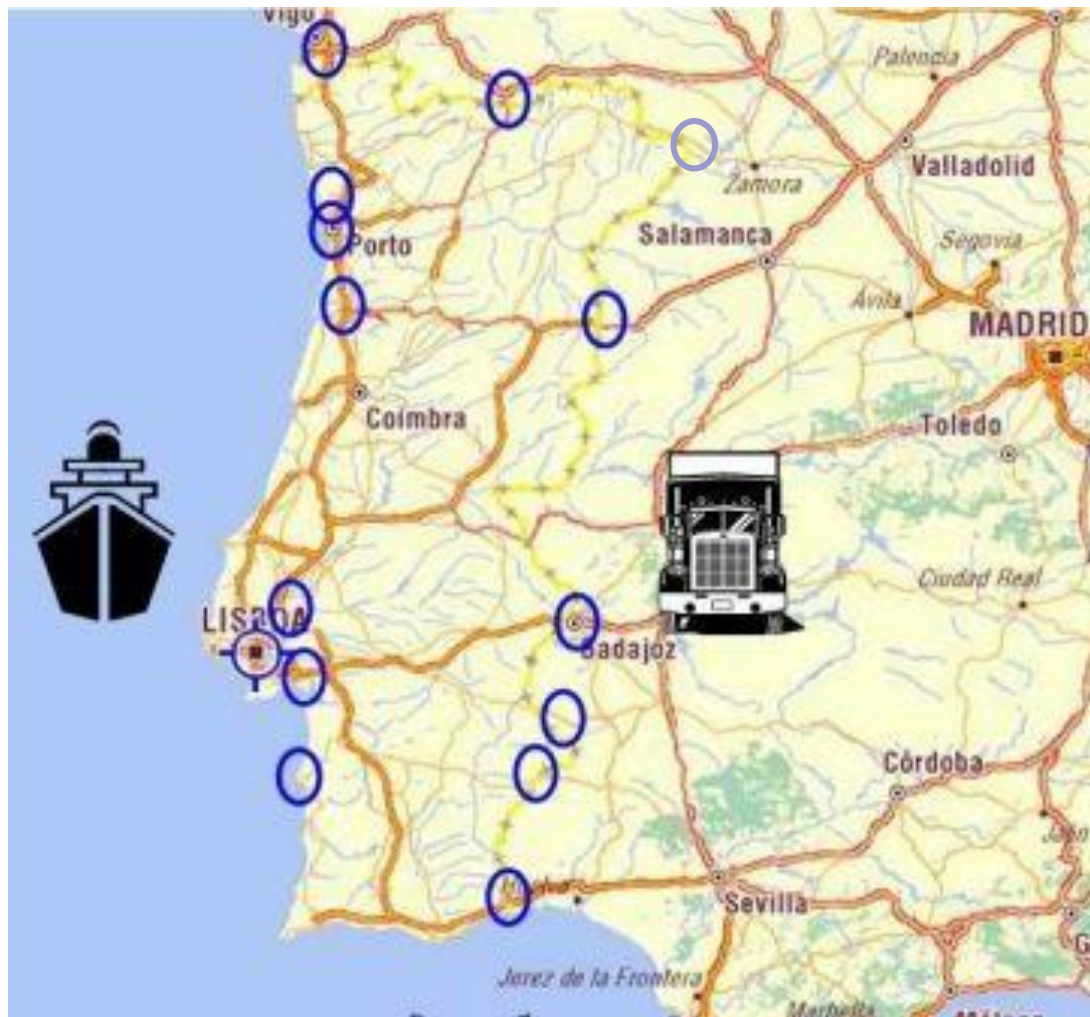 Vigo
Palencia
Valladolid
Zamora
Salamanca
Segovia
Porto
Ávila
MADRID
Coimbra
Toledo
Ciudad Real
LISBOA
Badajoz
Córdoba
Sevilla
Jerez de la Frontera
Marbella